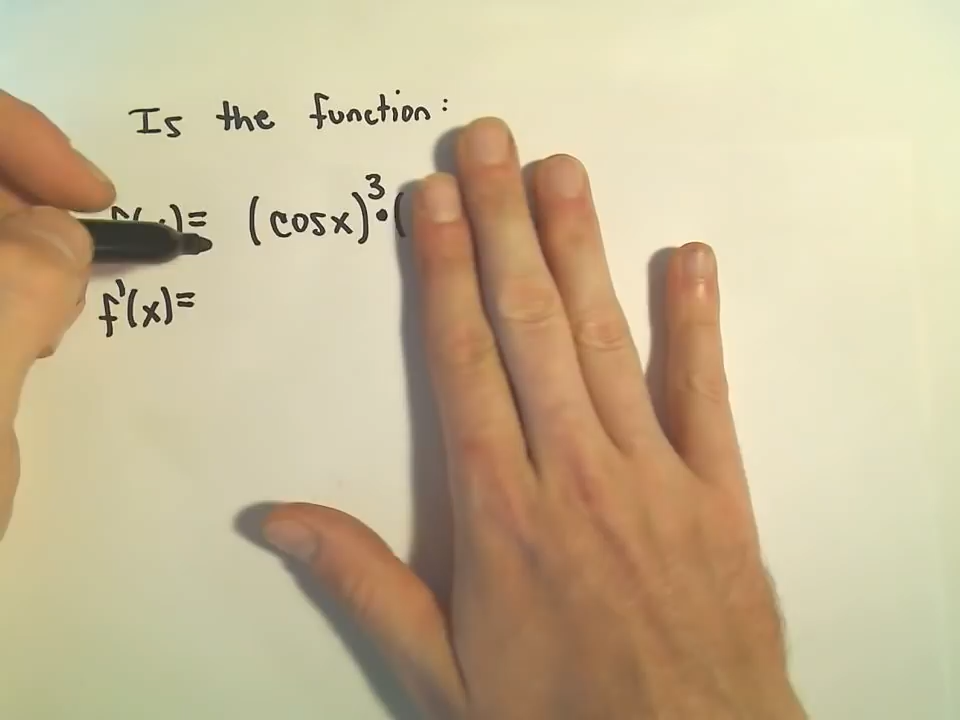 Is the function:
f(x)= (cosx)³·(
f'(x)=